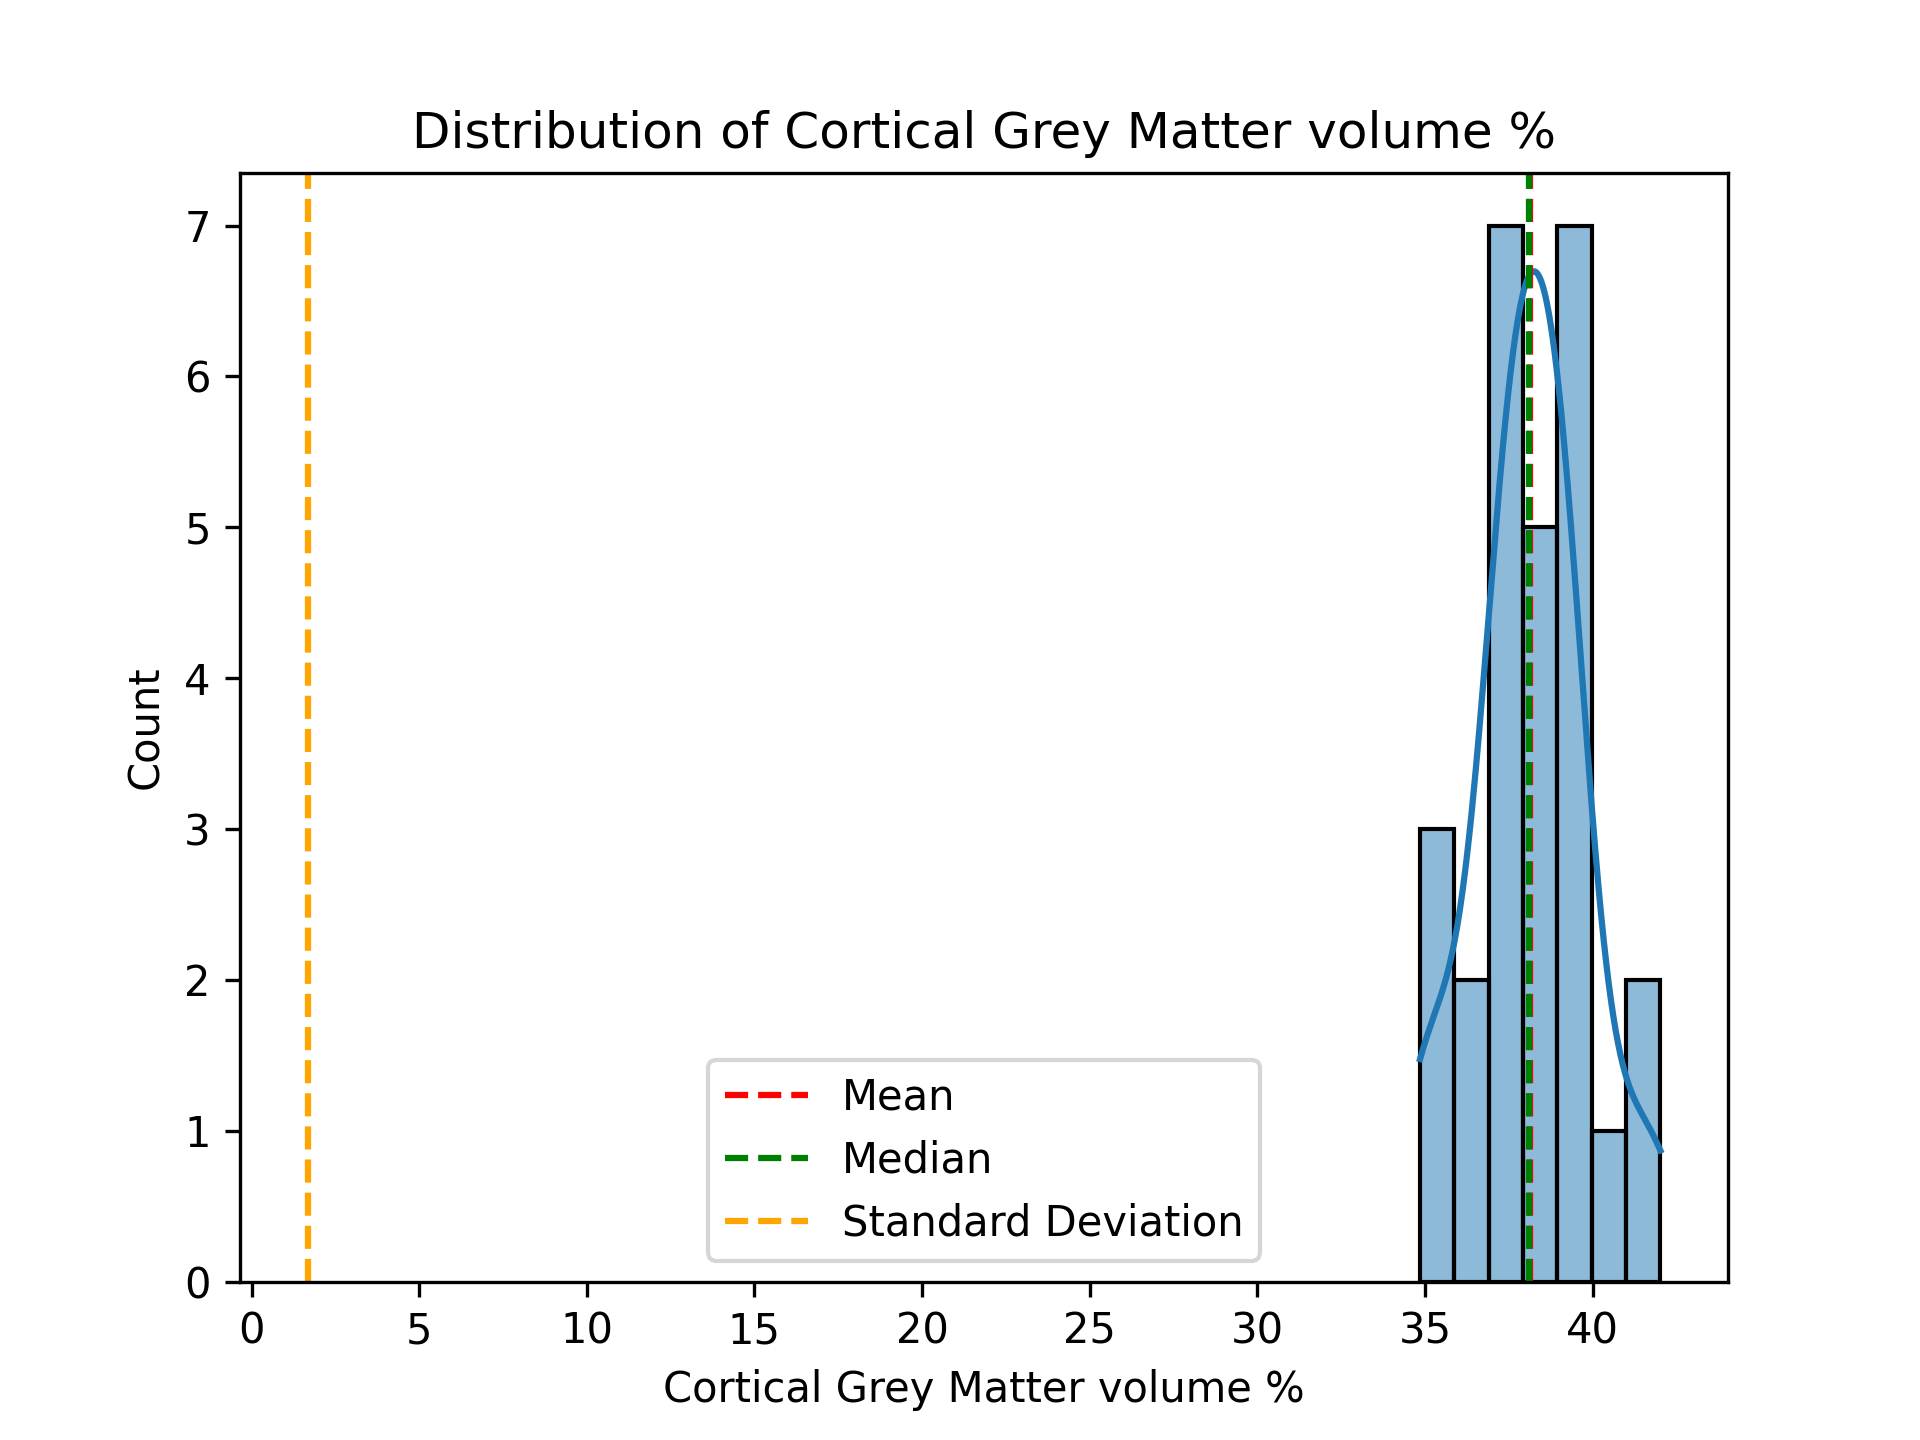 Distribution of Cortical Grey Matter volume %
7
6
5
4
3
2
1
0
Count
Mean
Median
Standard Deviation
0 5 10 15 20 25 30 35 40
Cortical Grey Matter volume %